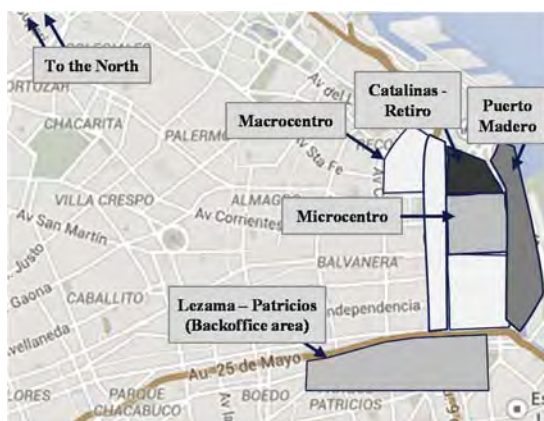 To the North
CHACARITA
PALERMO
Av Sta Fe
Macrocentro
Catalinas -
Retiro
Puerto
Madero
VILLA CRESPO
ALMAGRO
Av Corrientes
Av San Martín
Microcentro
Justo
Gaona
CABALLITO
BALVANERA
Lezama – Patricios
(Backoffice area)
Au-25 de Mayo
PARQUE
CHACABUCO
BOEDO
PATRICIOS